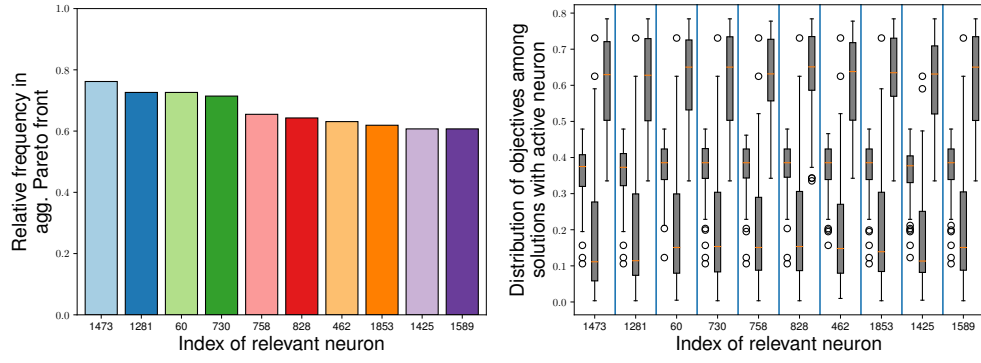 Relative frequency in
agg. Pareto front
1.0
0.8
0.6
0.4
0.2
0.0
1473 1281 60 730 758 828 462 1853 1425 1589
Index of relevant neuron
Distribution of objectives among
solutions with active neuron
0.8
0.7
0.6
0.5
0.4
0.3
0.2
0.1
0.0
1473 1281 60 730 758 828 462 1853 1425 1589
Index of relevant neuron